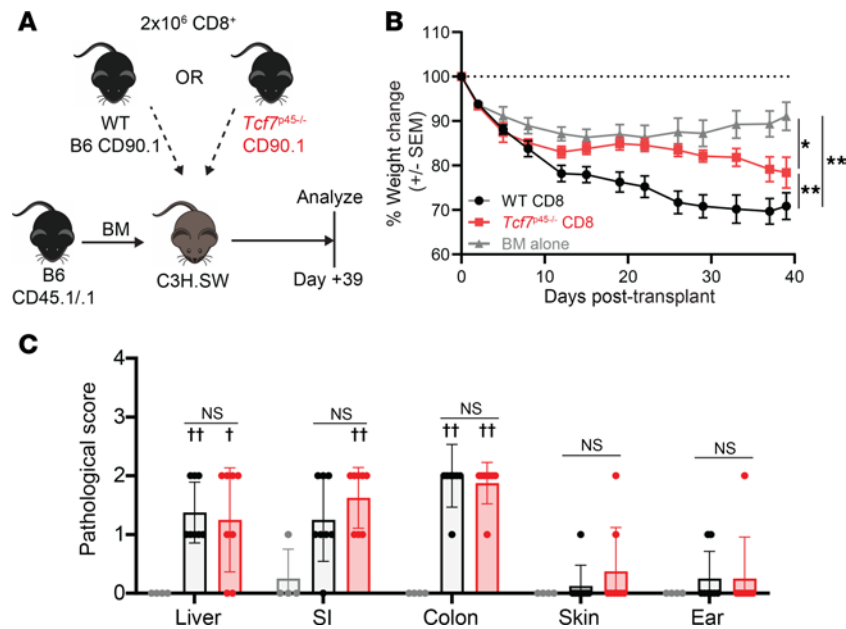 A
2x10⁶ CD8⁺
OR
WT
B6 CD90.1
Tcf7ᵖ⁴⁵⁻/⁻
CD90.1
BM
Analyze
B6
CD45.1/.1
C3H.SW
Day +39
B
% Weight change
(+/- SEM)
100
90
80
70
60
0
10
20
30
40
Days post-transplant
WT CD8
Tcf7ᵖ⁴⁵⁻/⁻ CD8
BM alone
*
**
**
C
Pathological score
4
3
2
1
0
NS
†† †
NS
††
NS
†† ††
NS
NS
Liver SI Colon Skin Ear